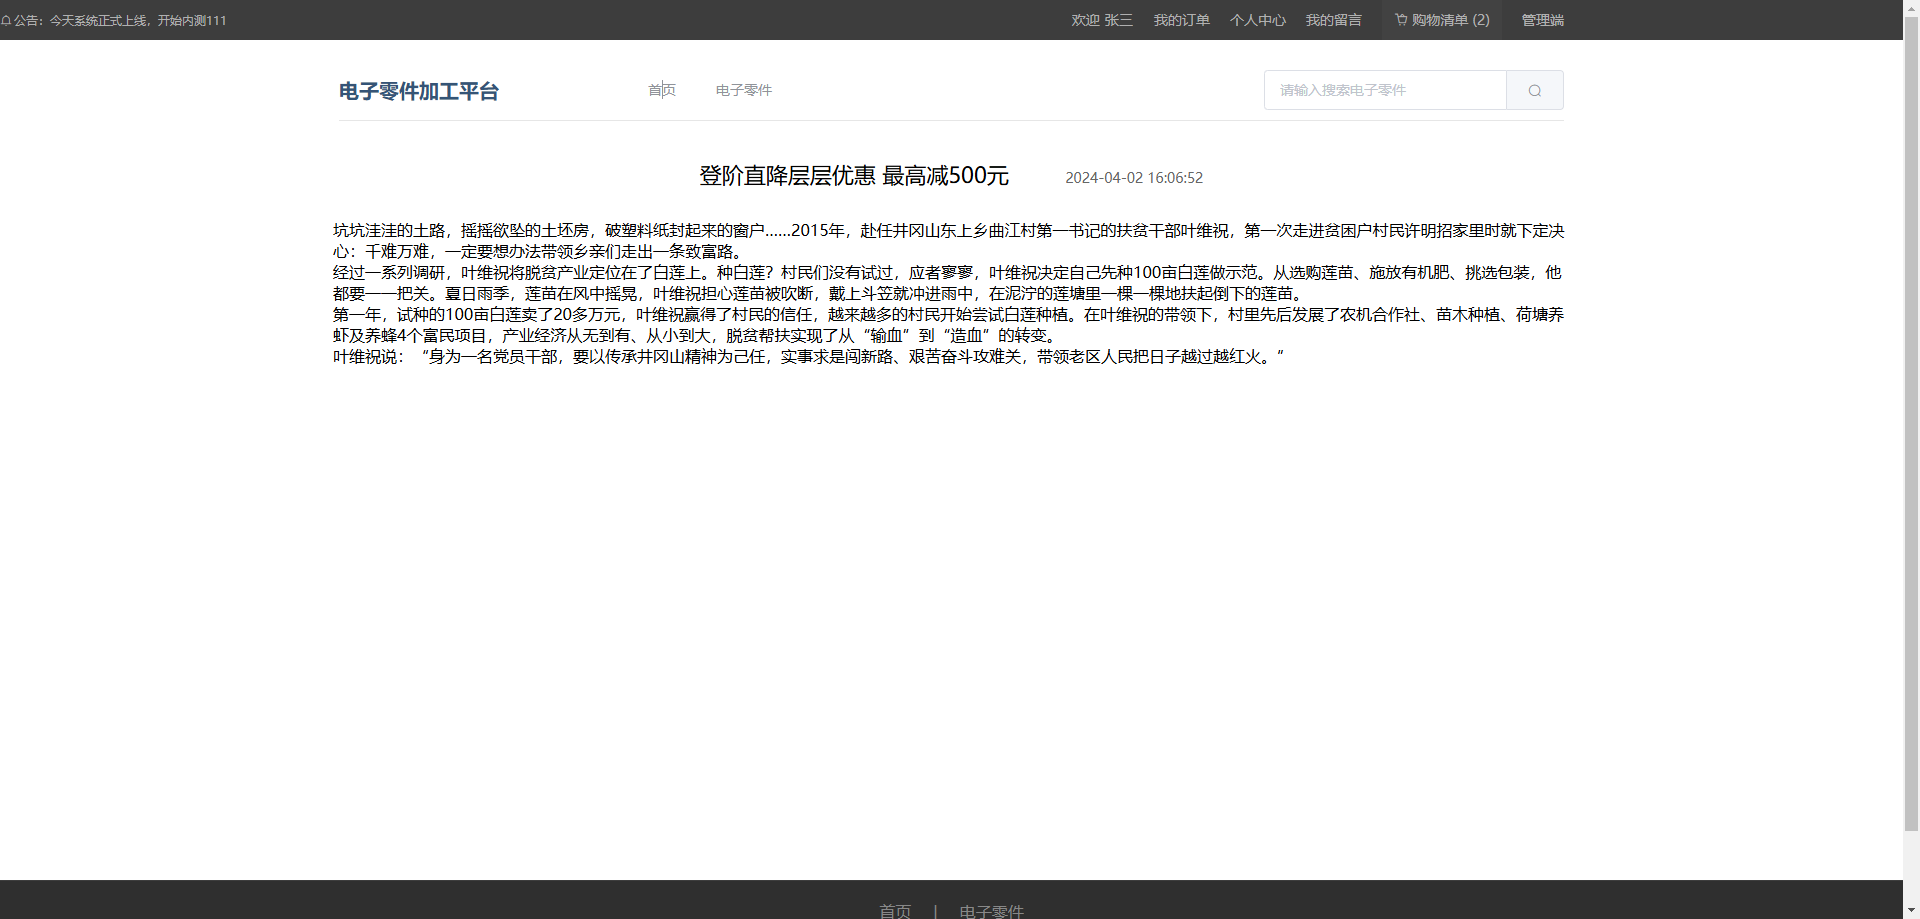 公告：今天系统正式上线，开始内测111
欢迎 张三 我的订单 个人中心 我的留言 购物清单 (2) 管理端
电子零件加工平台 首页 电子零件 请输入搜索电子零件
登阶直降层层优惠 最高减500元 2024-04-02 16:06:52
坑坑洼洼的土路，摇摇欲坠的土坯房，破塑料纸封起来的窗户……2015年，赴任井冈山东上乡曲江村第一书记的扶贫干部叶维祝，第一次走进贫困户村民许明招家里时就下定决
心：千难万难，一定要想办法带领乡亲们走出一条致富路。
经过一系列调研，叶维祝将脱贫产业定位在了白莲上。种白莲？村民们没有试过，应者寥寥，叶维祝决定自己先种100亩白莲做示范。从选购莲苗、施放有机肥、挑选包装，他
都要一一把关。夏日雨季，莲苗在风中摇晃，叶维祝担心莲苗被吹断，戴上斗笠就冲进雨中，在泥泞的莲塘里一棵一棵地扶起倒下的莲苗。
第一年，试种的100亩白莲卖了20多万元，叶维祝赢得了村民的信任，越来越多的村民开始尝试白莲种植。在叶维祝的带领下，村里先后发展了农机合作社、苗木种植、荷塘养
虾及养蜂4个富民项目，产业经济从无到有、从小到大，脱贫帮扶实现了从“输血”到“造血”的转变。
叶维祝说：“身为一名党员干部，要以传承井冈山精神为己任，实事求是闯新路、艰苦奋斗攻难关，带领老区人民把日子越过越红火。”
首页 | 电子零件